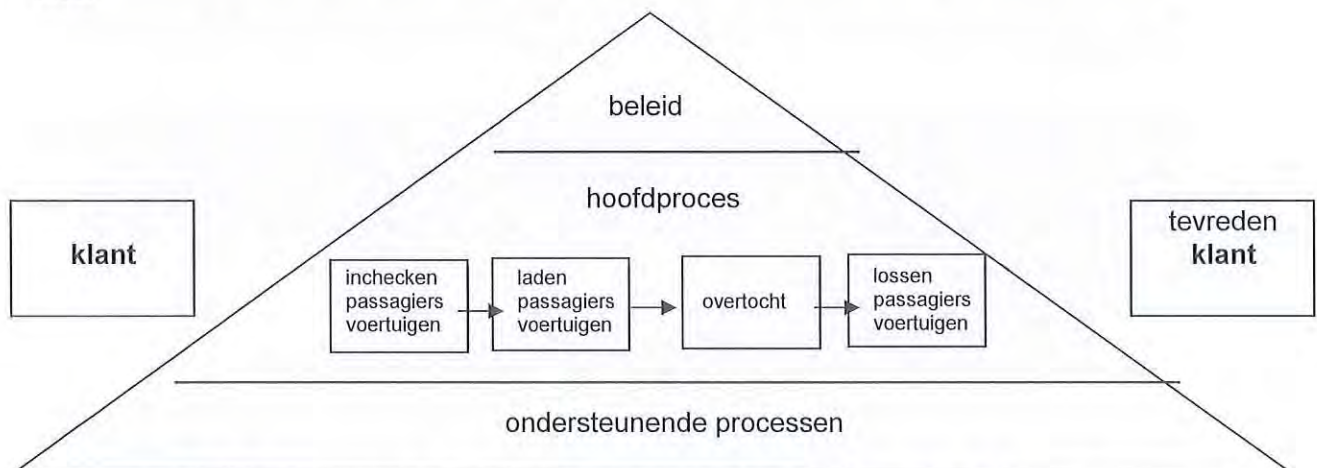 beleid
hoofdproces
klant
tevreden
klant
inchecken
passagiers
voertuigen
laden
passagiers
voertuigen
overtocht
lossen
passagiers
voertuigen
ondersteunende processen